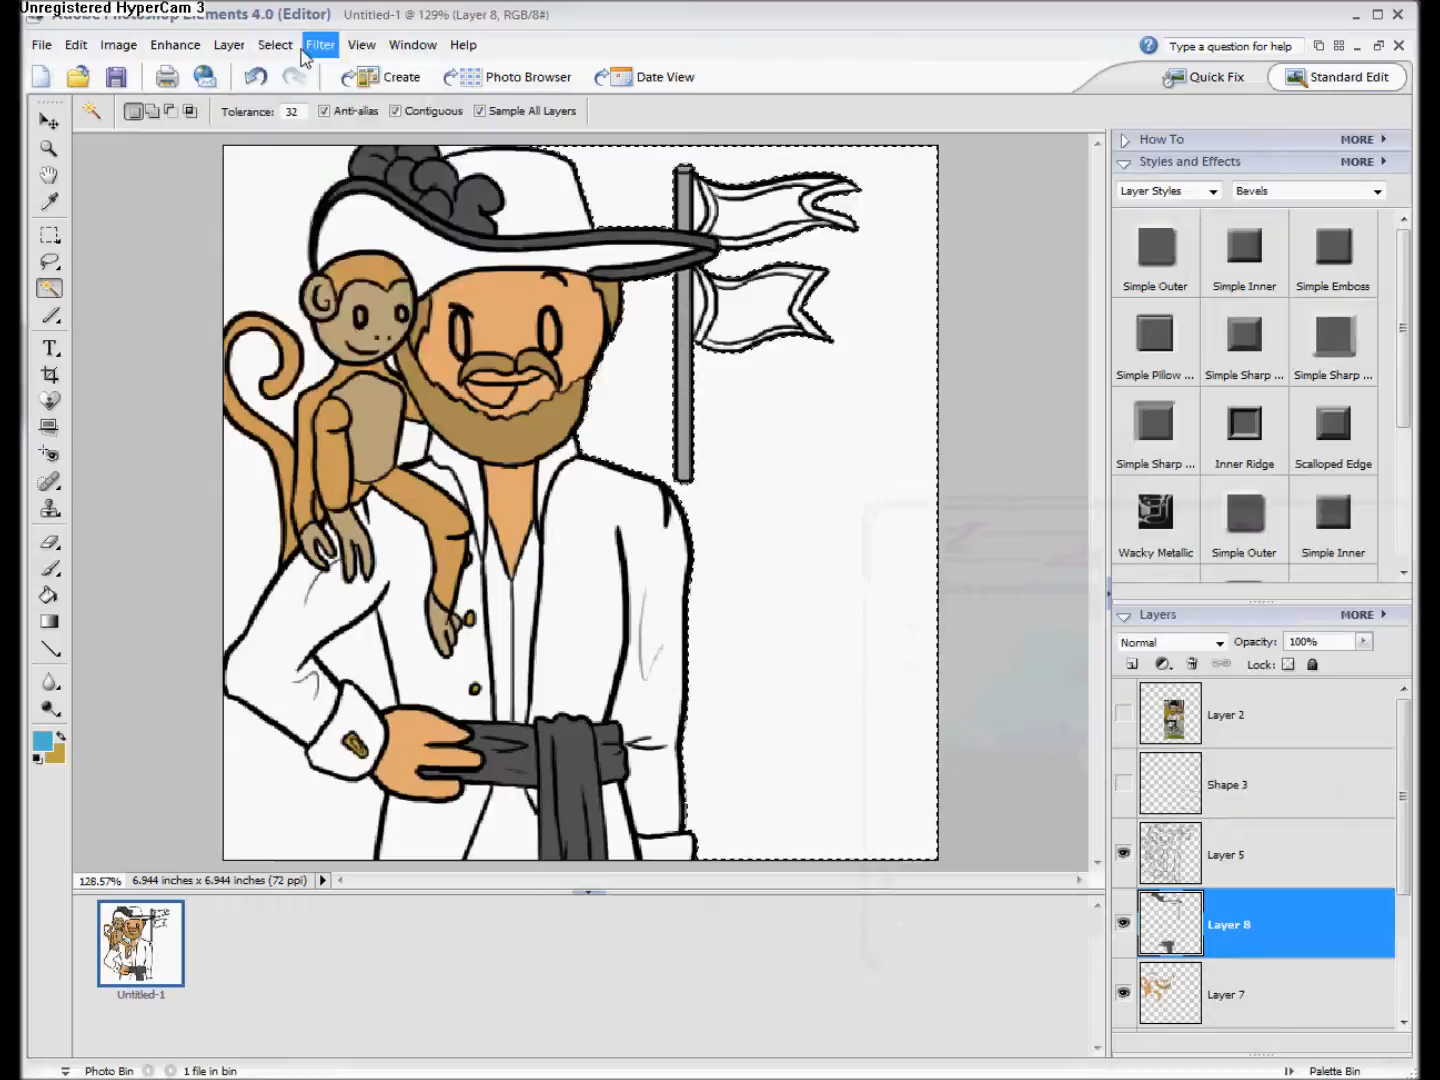 Unregistered HyperCam 3
Adobe Photoshop Elements 4.0 (Editor) Untitled-1 @ 129% (Layer 8, RGB/8#)
File Edit Image Enhance Layer Select Filter View Window Help
Type a question for help
Create Photo Browser Date View
Quick Fix Standard Edit
Tolerance: 32 Anti-alias Contiguous Sample All Layers
How To MORE
Styles and Effects MORE
Layer Styles Bevels
Simple Outer Simple Inner Simple Emboss
Simple Pillow ... Simple Sharp ... Simple Sharp ...
Simple Sharp ... Inner Ridge Scalloped Edge
Wacky Metallic Simple Outer Simple Inner
Layers MORE
Normal Opacity: 100%
Lock:
Layer 2
Shape 3
Layer 5
Layer 8
Layer 7
128.57% 6.944 inches x 6.944 inches (72 ppi)
Untitled-1
Photo Bin 1 file in bin
Palette Bin